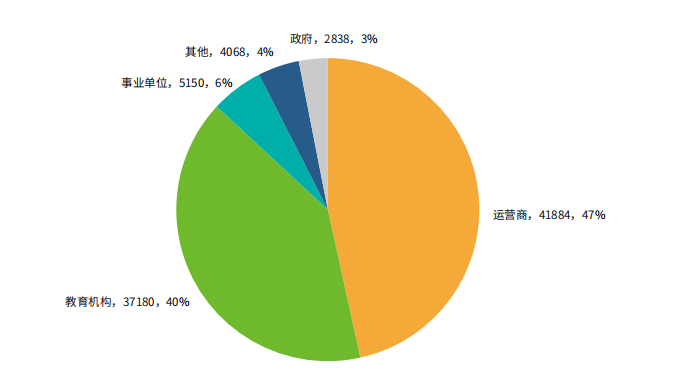 政府，2838，3%
其他，4068，4%
事业单位，5150，6%
运营商，41884，47%
教育机构，37180，40%